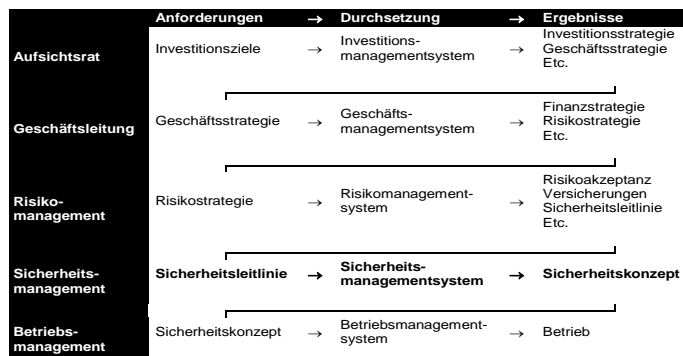 Anforderungen → Durchsetzung → Ergebnisse
Aufsichtsrat
Investitionsziele → Investitions-
managementsystem → Investitionsstrategie
Geschäftsstrategie
Etc.
Geschäftsleitung
Geschäftsstrategie → Geschäfts-
managementsystem → Finanzstrategie
Risikostrategie
Etc.
Risiko-
management
Risikostrategie → Risikomanagement-
system → Risikoakzeptanz
Versicherungen
Sicherheitsleitlinie
Etc.
Sicherheits-
management
Sicherheitsleitlinie → Sicherheits-
managementsystem → Sicherheitskonzept
Betriebs-
management
Sicherheitskonzept → Betriebsmanagement-
system → Betrieb